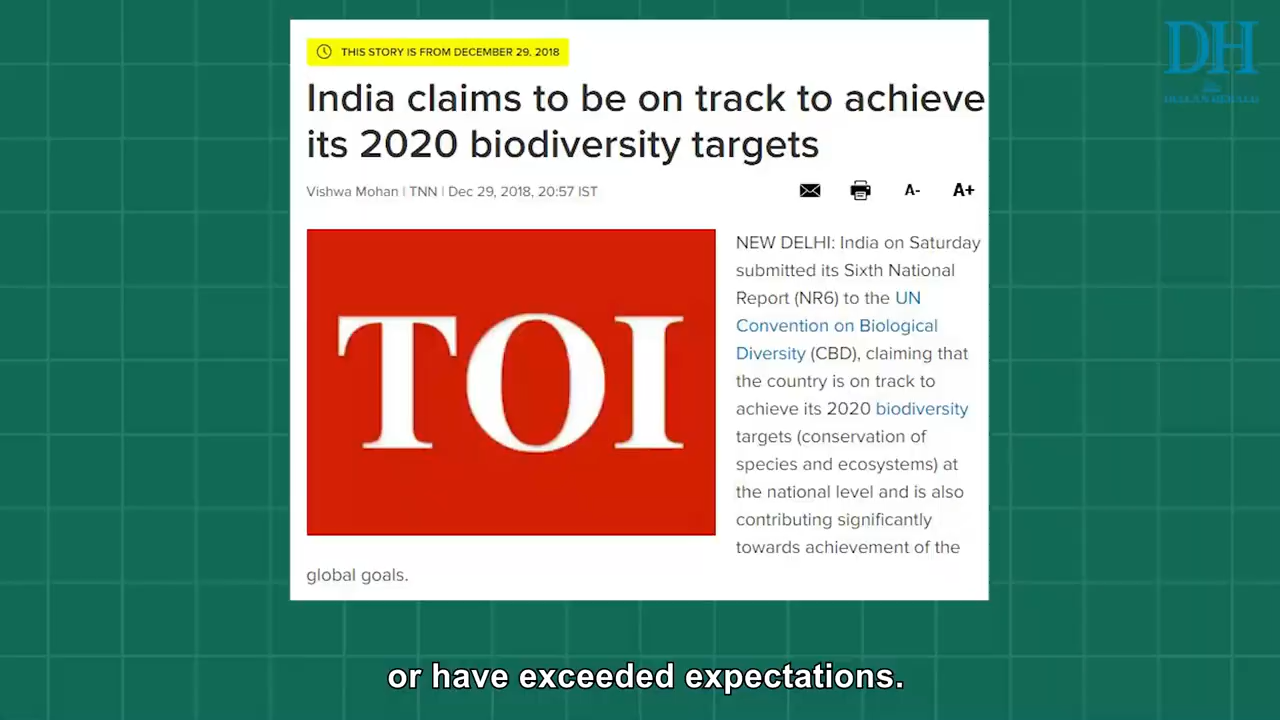 DH
DECCAN HERALD
THIS STORY IS FROM DECEMBER 29, 2018
India claims to be on track to achieve
its 2020 biodiversity targets
Vishwa Mohan | TNN | Dec 29, 2018, 20:57 IST
A- A+
TOI
NEW DELHI: India on Saturday
submitted its Sixth National
Report (NR6) to the UN
Convention on Biological
Diversity (CBD), claiming that
the country is on track to
achieve its 2020 biodiversity
targets (conservation of
species and ecosystems) at
the national level and is also
contributing significantly
towards achievement of the
global goals.
or have exceeded expectations.